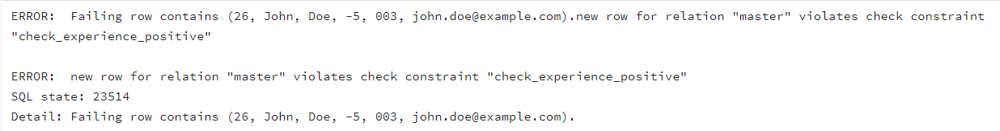 ERROR:  Failing row contains (26, John, Doe, -5, 003, john.doe@example.com).new row for relation "master" violates check constraint
"check_experience_positive"

ERROR:  new row for relation "master" violates check constraint "check_experience_positive"
SQL state: 23514
Detail: Failing row contains (26, John, Doe, -5, 003, john.doe@example.com).